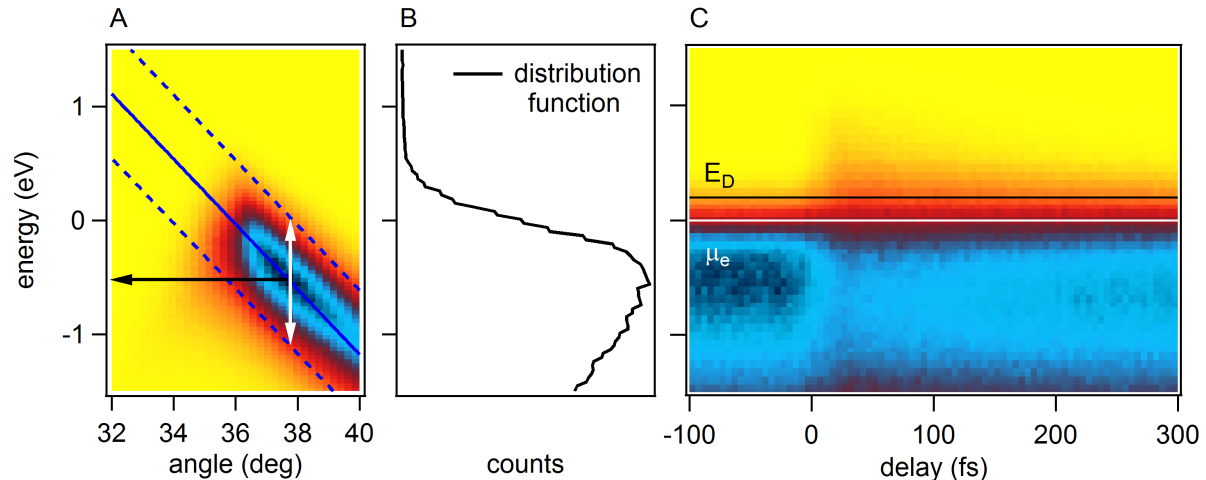 A
B
C
energy (eV)
1
0
-1
32
34
36
38
40
angle (deg)
distribution
function
counts
E_D
μ_e
-100
0
100
200
300
delay (fs)